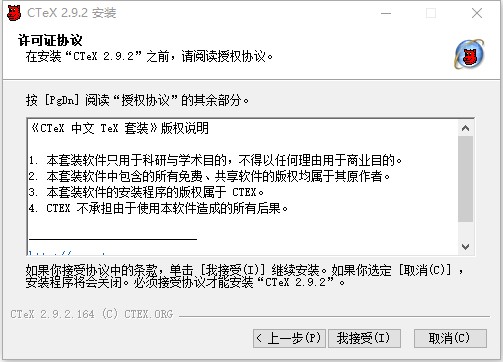 CTeX 2.9.2 安装
许可证协议
在安装“CTeX 2.9.2”之前，请阅读授权协议。
按 [PgDn] 阅读“授权协议”的其余部分。
《CTeX 中文 TeX 套装》版权说明
1. 本套装软件只用于科研与学术目的，不得以任何理由用于商业目的。
2. 本套装软件中包含的所有免费、共享软件的版权均属于其原作者。
3. 本套装软件的安装程序的版权属于 CTEX。
4. CTEX 不承担由于使用本软件造成的所有后果。
如果你接受协议中的条款，单击 [我接受(I)] 继续安装。如果你选定 [取消(C)] ，
安装程序将会关闭。必须接受协议才能安装“CTeX 2.9.2”。
CTeX 2.9.2.164 (C) CTEX.ORG
< 上一步(P) 我接受(I) 取消(C)